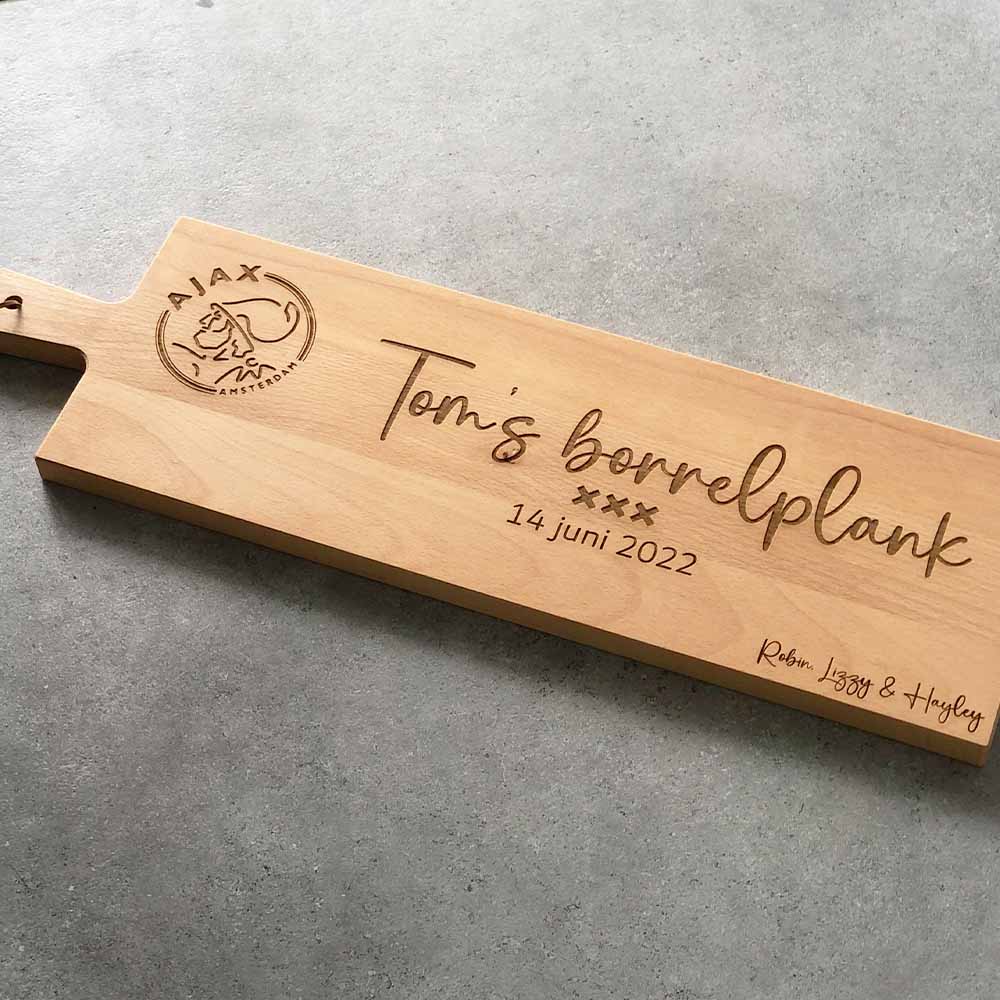 AJAX
AMSTERDAM
Tom's borrelplank
xxx
14 juni 2022
Robin, Lizzy & Hayley